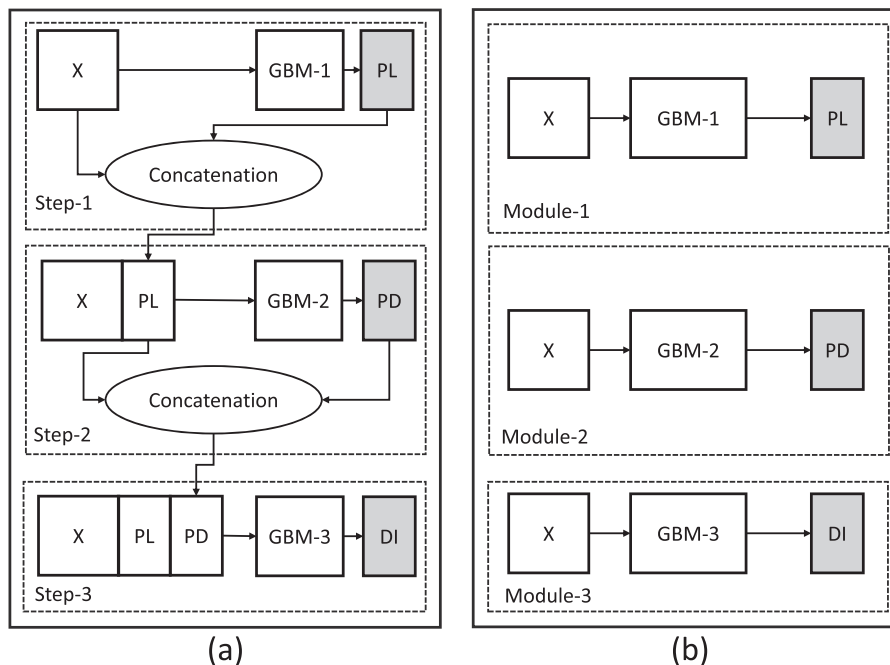 X
GBM-1
PL
Concatenation
Step-1
X
PL
GBM-2
PD
Concatenation
Step-2
X
PL
PD
GBM-3
DI
Step-3
(a)
X
GBM-1
PL
Module-1
X
GBM-2
PD
Module-2
X
GBM-3
DI
Module-3
(b)